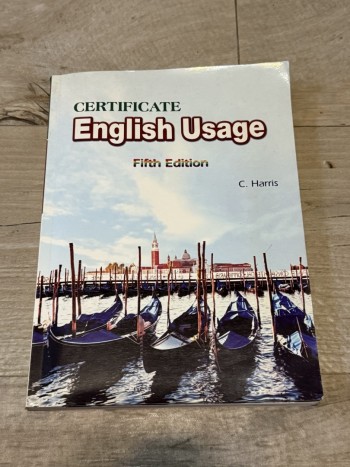 CERTIFICATE
English Usage
Fifth Edition
C. Harris